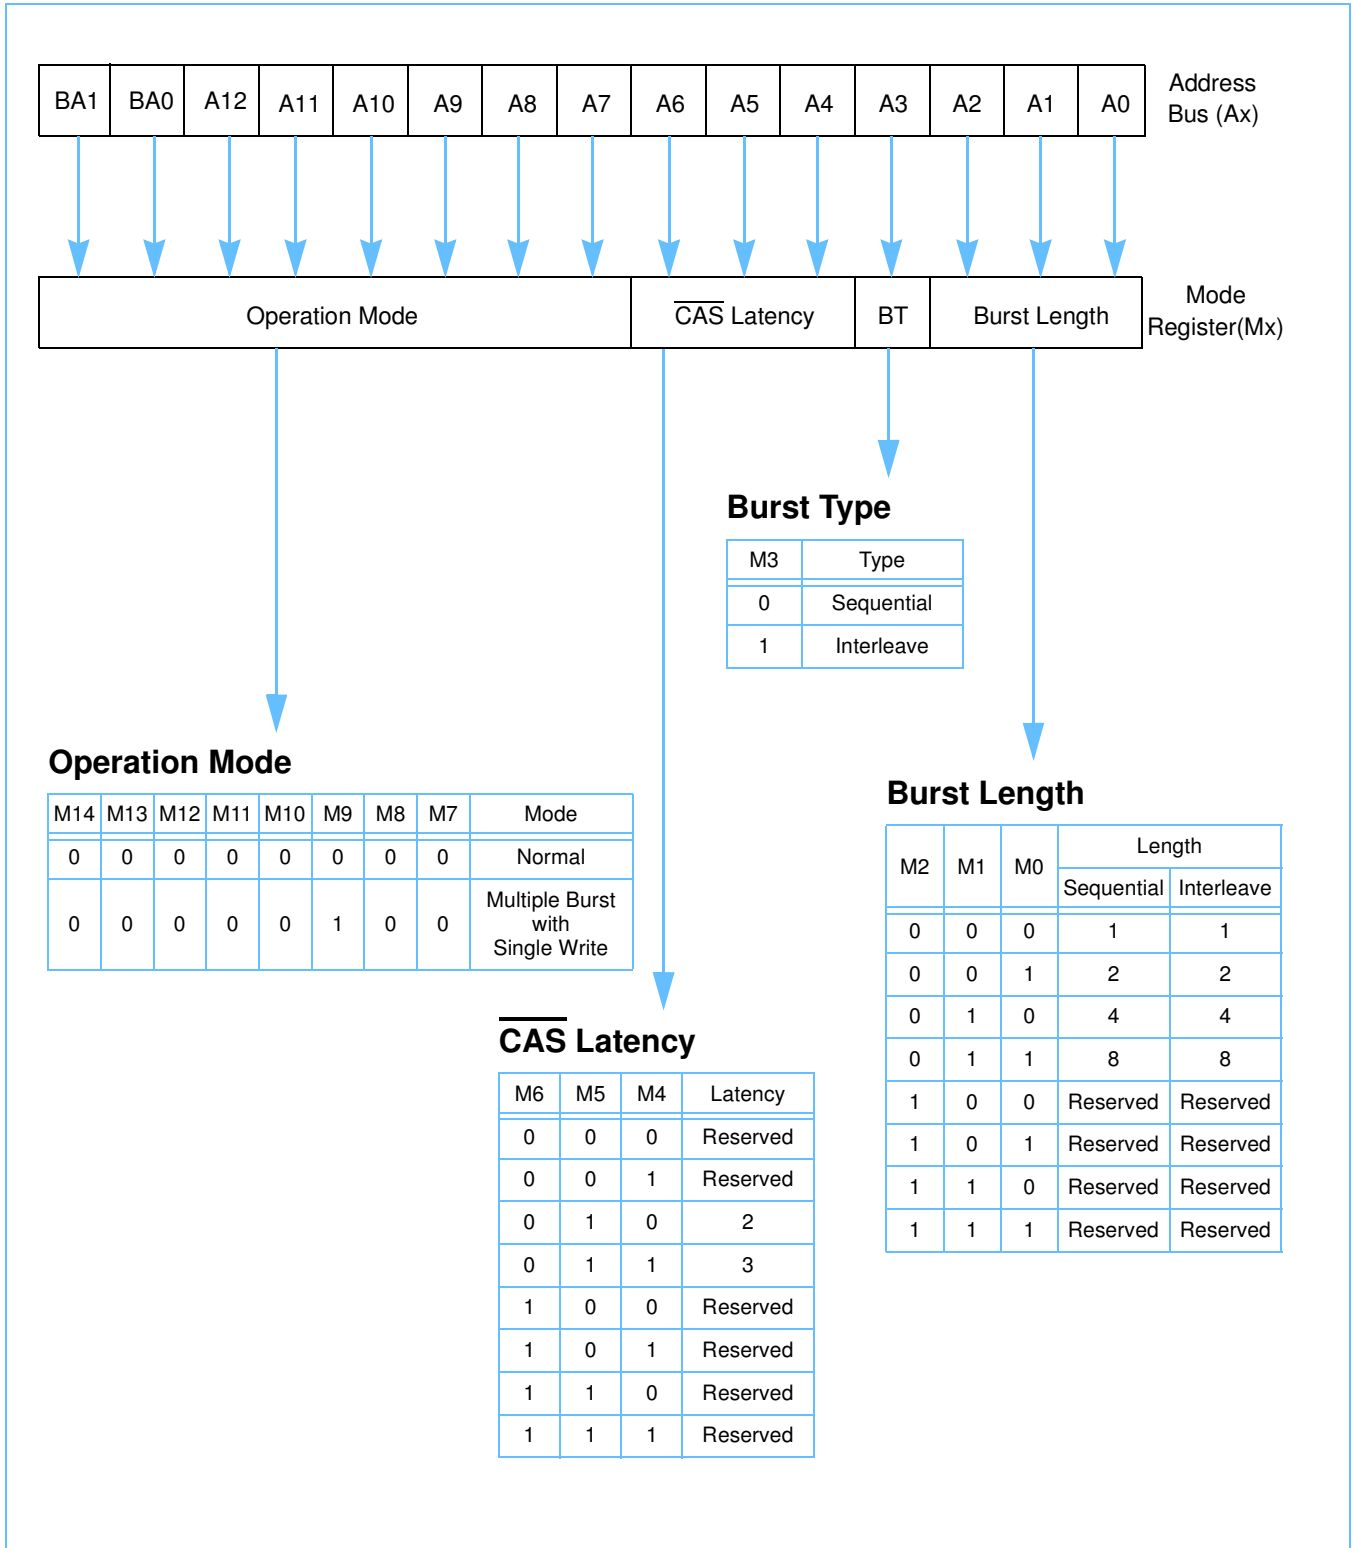 BA1 BA0 A12 A11 A10 A9 A8 A7 A6 A5 A4 A3 A2 A1 A0
Address
Bus (Ax)
Operation Mode CAS Latency BT Burst Length
Mode
Register(Mx)
Burst Type
M3 Type
0 Sequential
1 Interleave
Operation Mode
M14 M13 M12 M11 M10 M9 M8 M7 Mode
0 0 0 0 0 0 0 0 Normal
0 0 0 0 0 1 0 0 Multiple Burst
with
Single Write
Burst Length
M2 M1 M0 Length
Sequential Interleave
0 0 0 1 1
0 0 1 2 2
0 1 0 4 4
0 1 1 8 8
1 0 0 Reserved Reserved
1 0 1 Reserved Reserved
1 1 0 Reserved Reserved
1 1 1 Reserved Reserved
CAS Latency
M6 M5 M4 Latency
0 0 0 Reserved
0 0 1 Reserved
0 1 0 2
0 1 1 3
1 0 0 Reserved
1 0 1 Reserved
1 1 0 Reserved
1 1 1 Reserved